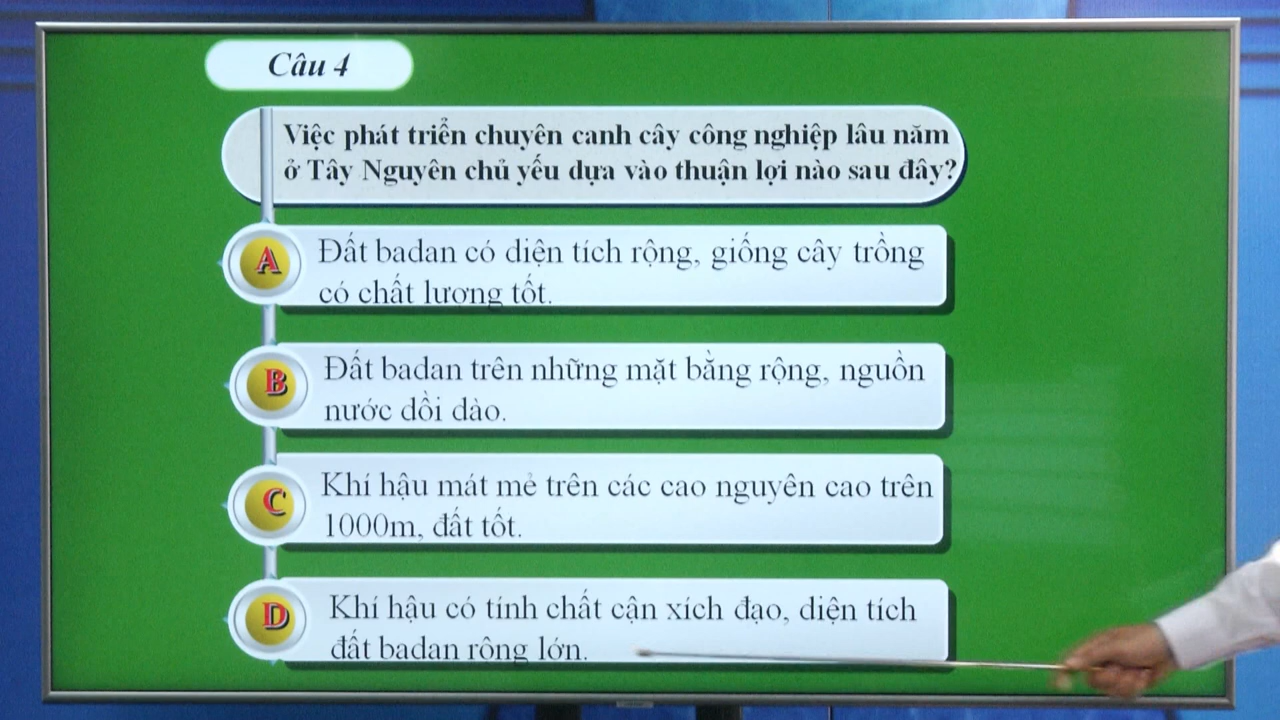 Câu 4
Việc phát triển chuyên canh cây công nghiệp lâu năm
ở Tây Nguyên chủ yếu dựa vào thuận lợi nào sau đây?
A
Đất badan có diện tích rộng, giống cây trồng
có chất lượng tốt.
B
Đất badan trên những mặt bằng rộng, nguồn
nước dồi dào.
C
Khí hậu mát mẻ trên các cao nguyên cao trên
1000m, đất tốt.
D
Khí hậu có tính chất cận xích đạo, diện tích
đất badan rộng lớn.